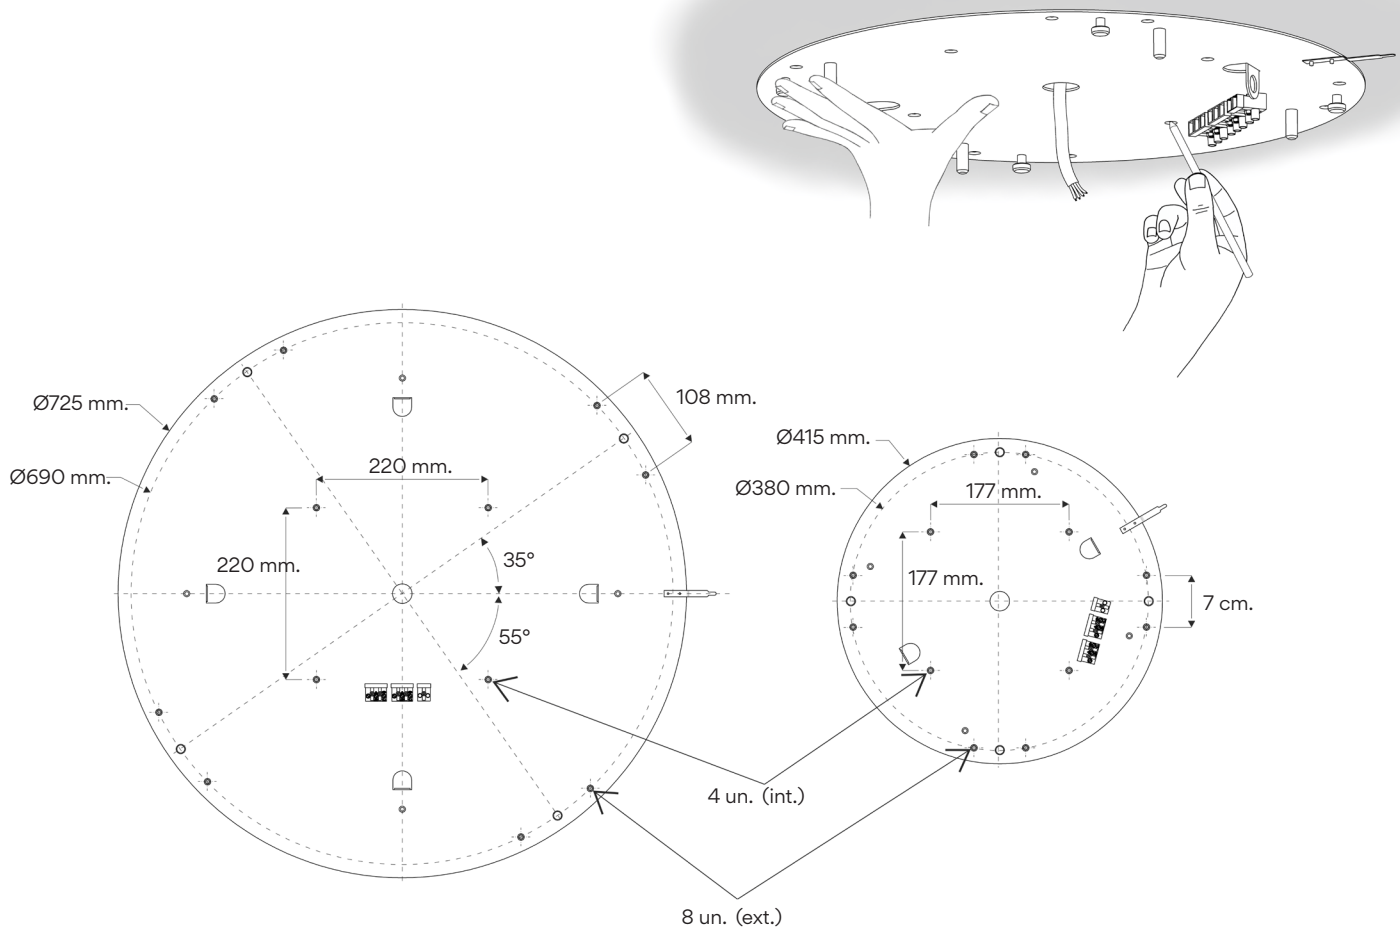 Ø725 mm.
108 mm.
Ø690 mm.
220 mm.
220 mm.
35°
55°
Ø415 mm.
Ø380 mm.
177 mm.
177 mm.
7 cm.
4 un. (int.)
8 un. (ext.)